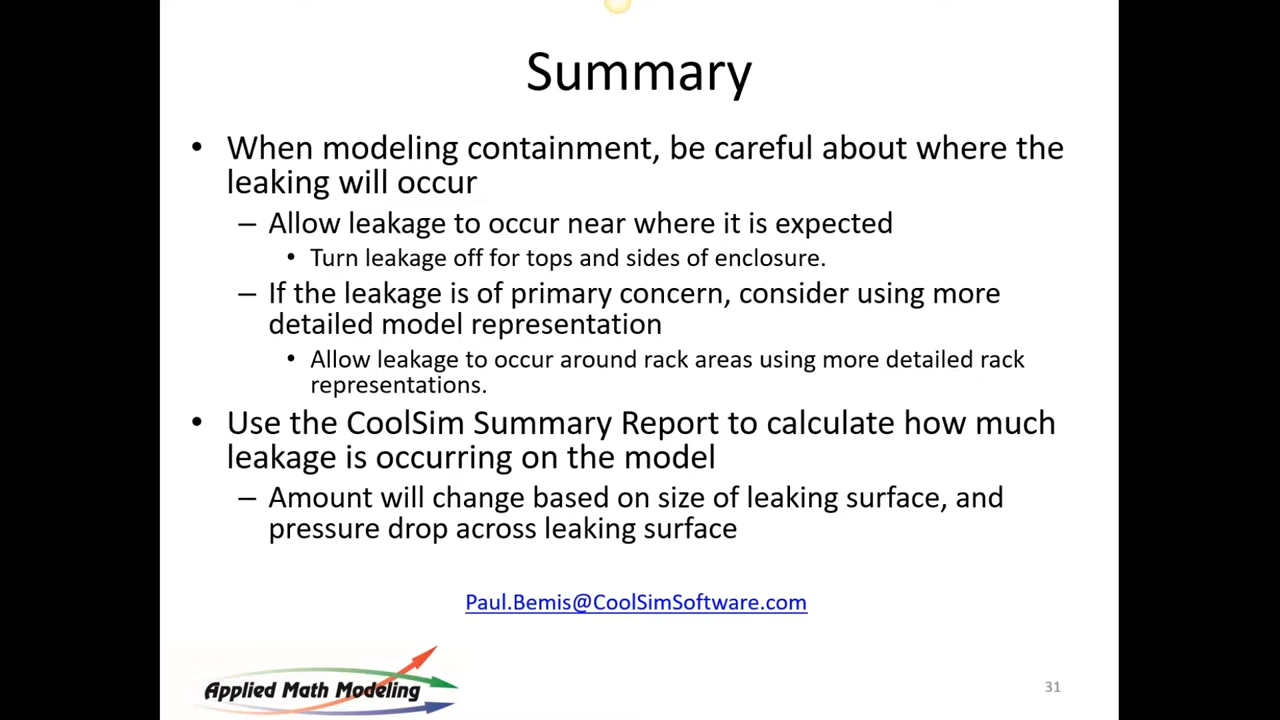 Summary
• When modeling containment, be careful about where the
leaking will occur
– Allow leakage to occur near where it is expected
• Turn leakage off for tops and sides of enclosure.
– If the leakage is of primary concern, consider using more
detailed model representation
• Allow leakage to occur around rack areas using more detailed rack
representations.
• Use the CoolSim Summary Report to calculate how much
leakage is occurring on the model
– Amount will change based on size of leaking surface, and
pressure drop across leaking surface
Paul.Bemis@CoolSimSoftware.com
Applied Math Modeling
31